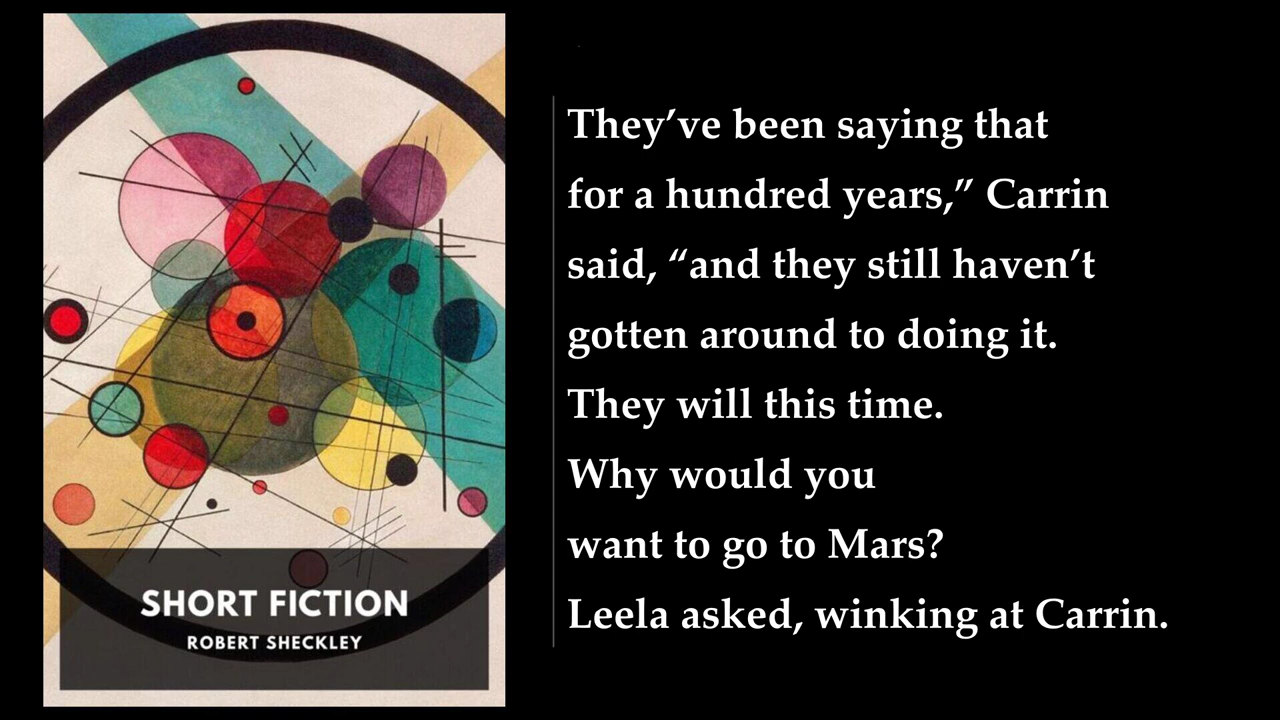 SHORT FICTION
ROBERT SHECKLEY
They’ve been saying that
for a hundred years,” Carrin
said, “and they still haven’t
gotten around to doing it.
They will this time.
Why would you
want to go to Mars?
Leela asked, winking at Carrin.